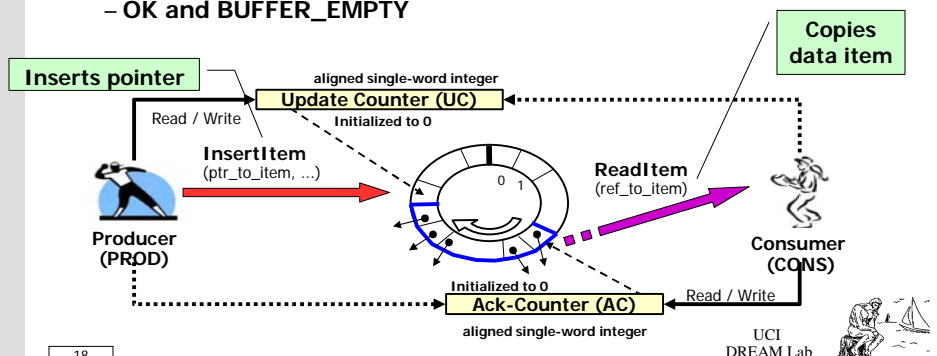 – OK and BUFFER_EMPTY
Copies
data item
Inserts pointer
aligned single-word integer
Update Counter (UC)
Read / Write
Initialized to 0
InsertItem
(ptr_to_item, ...)
0 1
ReadItem
(ref_to_item)
Producer
(PROD)
Consumer
(CONS)
Initialized to 0
Ack-Counter (AC)
Read / Write
aligned single-word integer
UCI
DREAM Lab
18